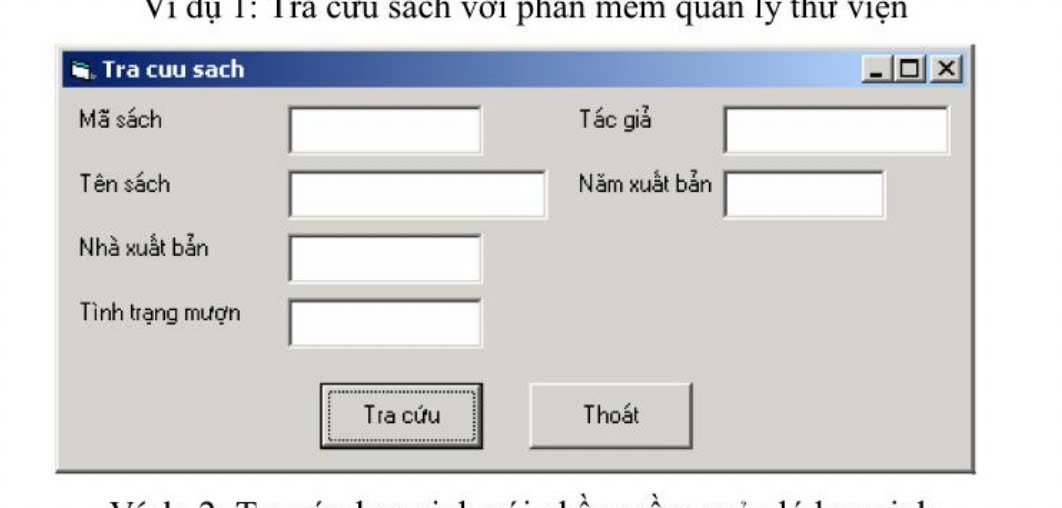 Ví dụ 1: Tra cứu sách với phần mềm quản lý thư viện
Tra cuu sach
Mã sách
Tác giả
Tên sách
Năm xuất bản
Nhà xuất bản
Tình trạng mượn
Tra cứu
Thoát